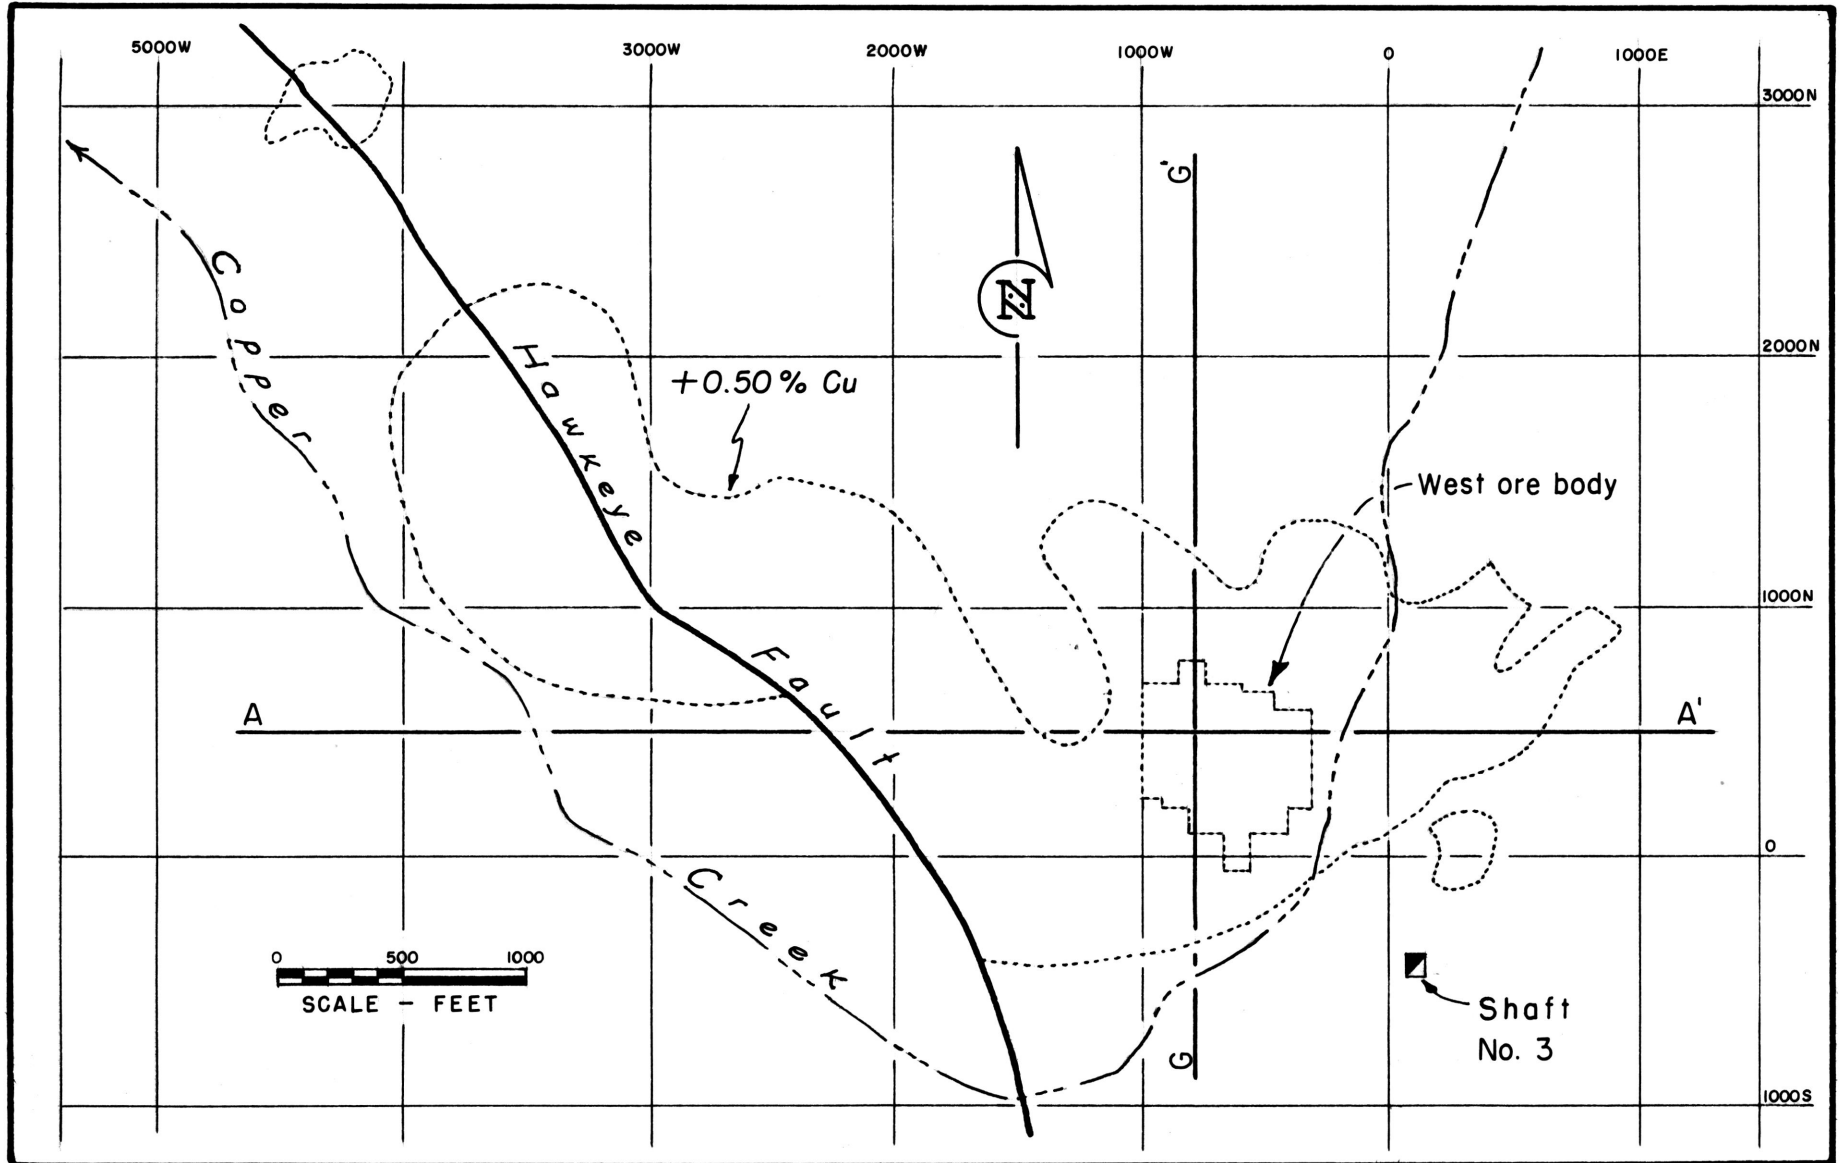 5000W
3000W
2000W
1000W
0
1000E
3000N
G'
Copper
2000N
Hawkeye
+0.50% Cu
N
West ore body
1000N
Fault
A
A'
0
Creek
0 500 1000
SCALE - FEET
Shaft
No. 3
G
1000S